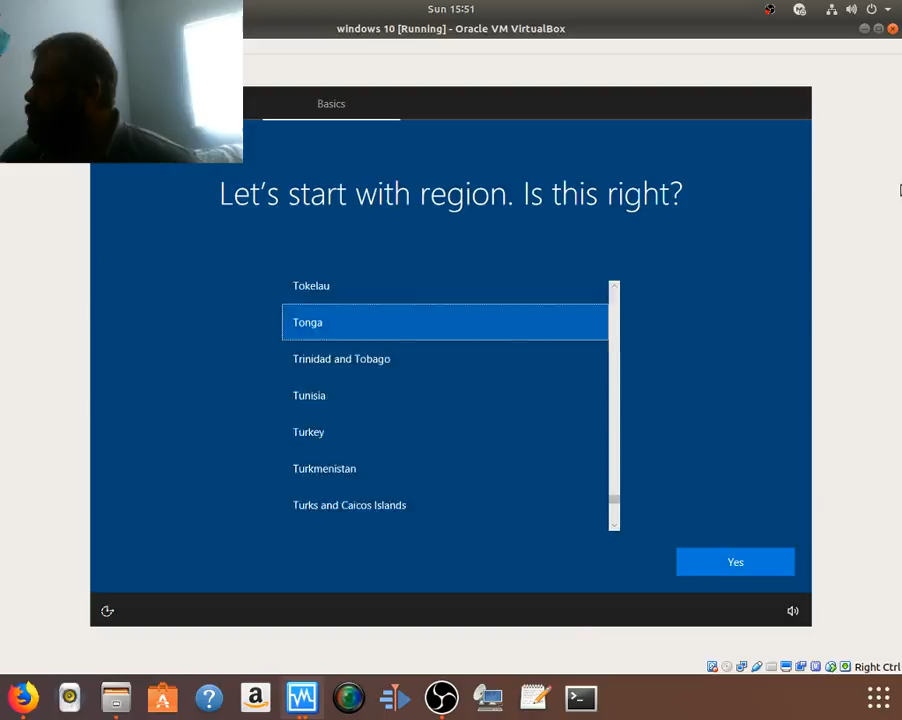 Sun 15:51
windows 10 [Running] - Oracle VM VirtualBox
Basics
Let's start with region. Is this right?
Tokelau
Tonga
Trinidad and Tobago
Tunisia
Turkey
Turkmenistan
Turks and Caicos Islands
Yes
Right Ctrl